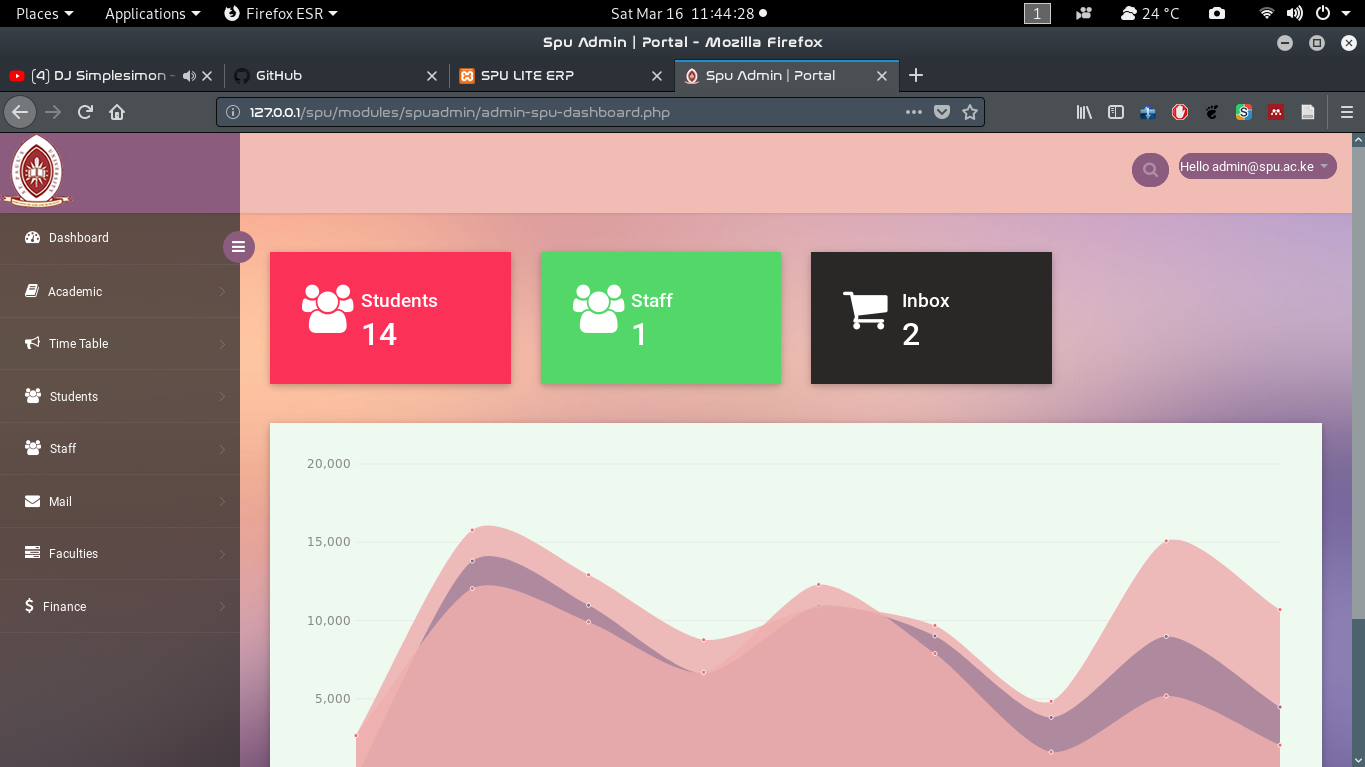 Places Applications Firefox ESR Sat Mar 16 11:44:28 1 24 °C
Spu Admin | Portal - Mozilla Firefox
(4) DJ Simplesimon - GitHub SPU LITE ERP Spu Admin | Portal
127.0.0.1/spu/modules/spuadmin/admin-spu-dashboard.php
Hello admin@spu.ac.ke
Dashboard
Academic
Time Table
Students
Staff
Mail
Faculties
$ Finance
Students
14
Staff
1
Inbox
2
20,000
15,000
10,000
5,000